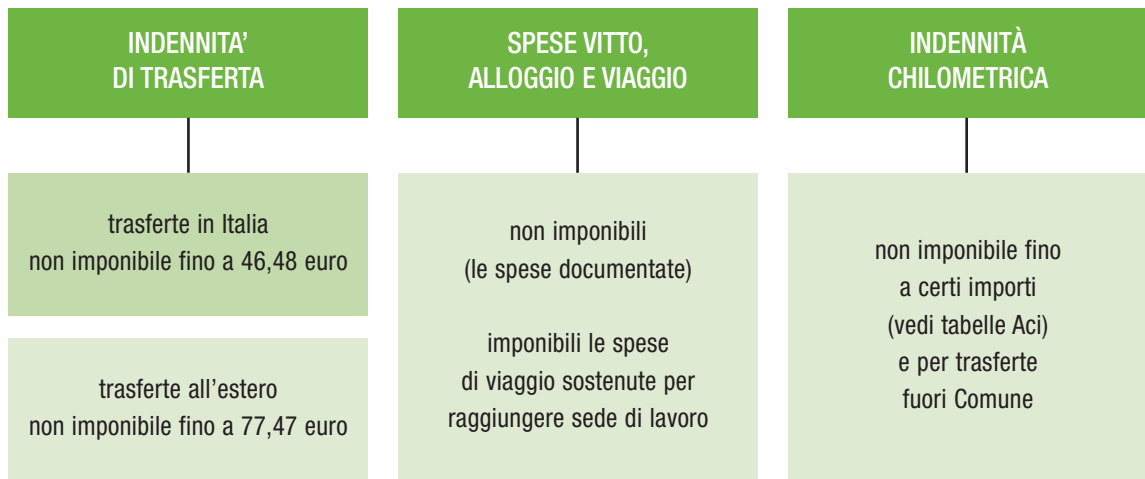 INDENNITA'
DI TRASFERTA
trasferte in Italia
non imponibile fino a 46,48 euro
trasferte all'estero
non imponibile fino a 77,47 euro
SPESE VITTO,
ALLOGGIO E VIAGGIO
non imponibili
(le spese documentate)
imponibili le spese
di viaggio sostenute per
raggiungere sede di lavoro
INDENNITÀ
CHILOMETRICA
non imponibile fino
a certi importi
(vedi tabelle Aci)
e per trasferte
fuori Comune